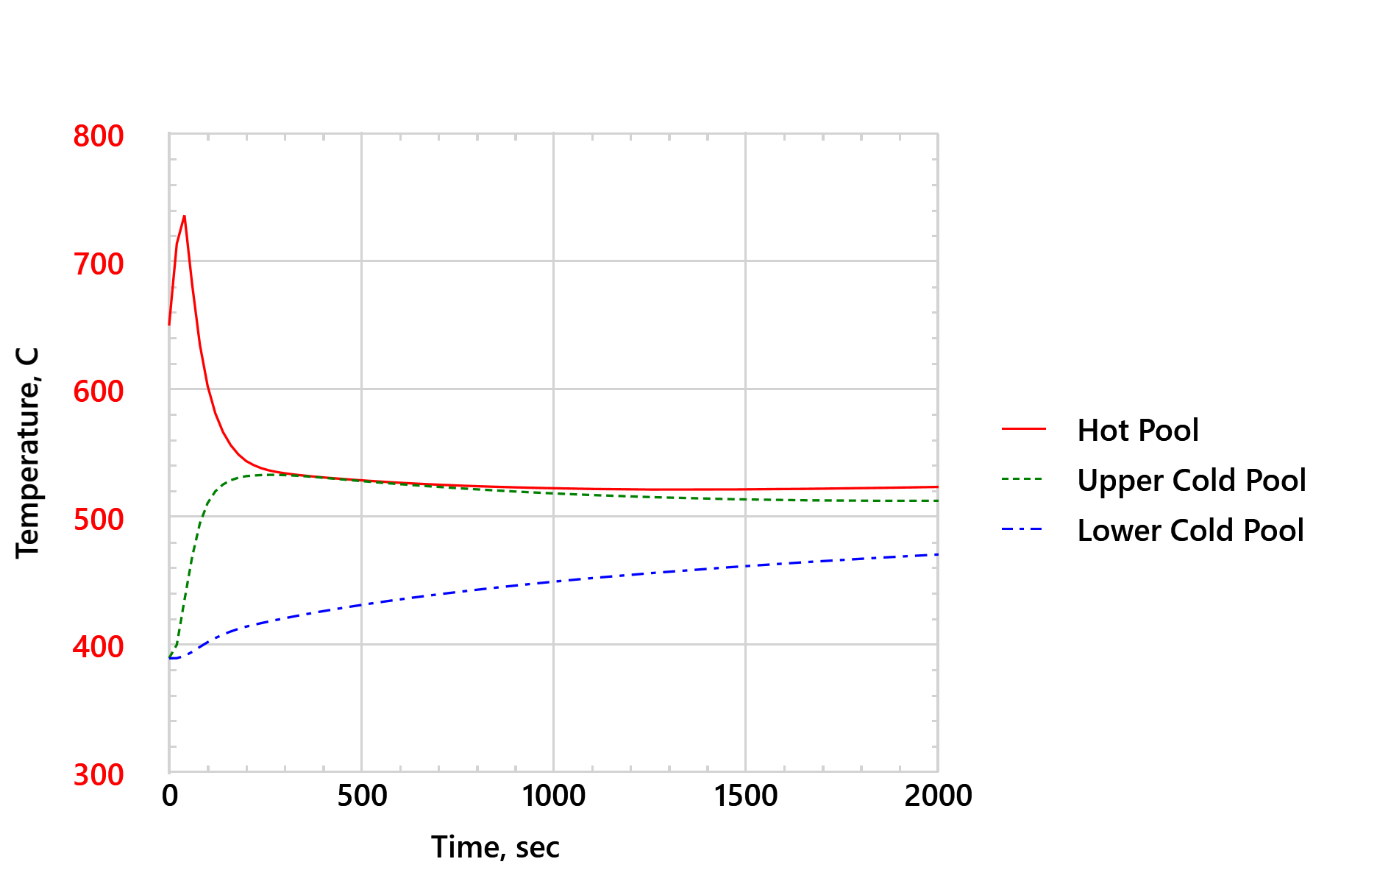 800
700
600
500
400
300
0 500 1000 1500 2000
Temperature, C
Time, sec
Hot Pool
Upper Cold Pool
Lower Cold Pool